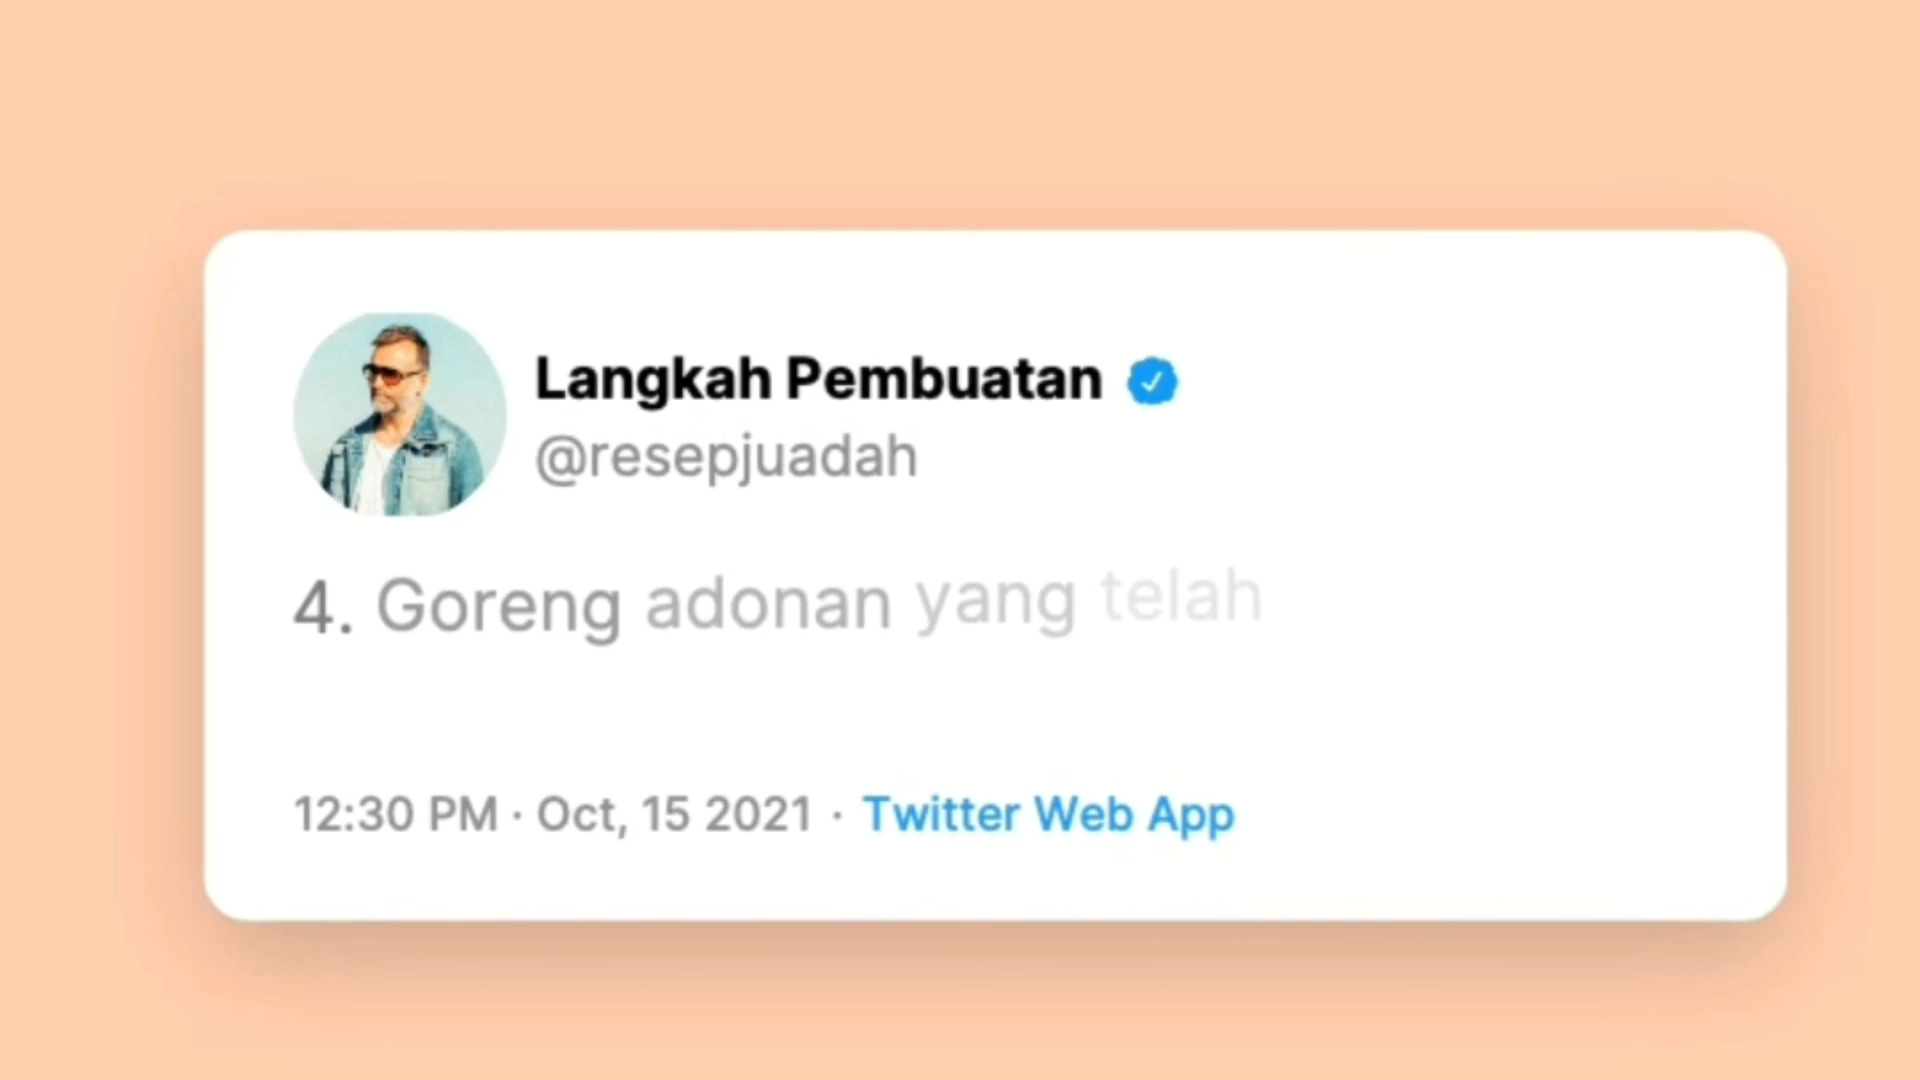 Langkah Pembuatan
@resepjuadah
4. Goreng adonan yang telah
12:30 PM · Oct, 15 2021 · Twitter Web App